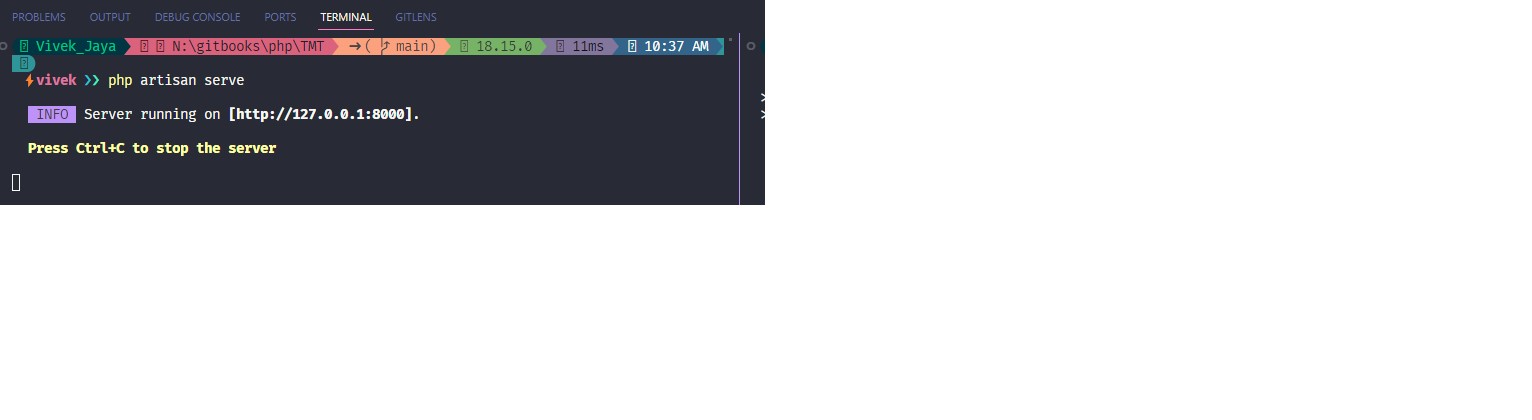 PROBLEMS OUTPUT DEBUG CONSOLE PORTS TERMINAL GITLENS
Vivek_Jaya N:\gitbooks\php\TMT →( main) 18.15.0 11ms 10:37 AM
vivek ❯❯ php artisan serve
INFO Server running on [http://127.0.0.1:8000].
Press Ctrl+C to stop the server